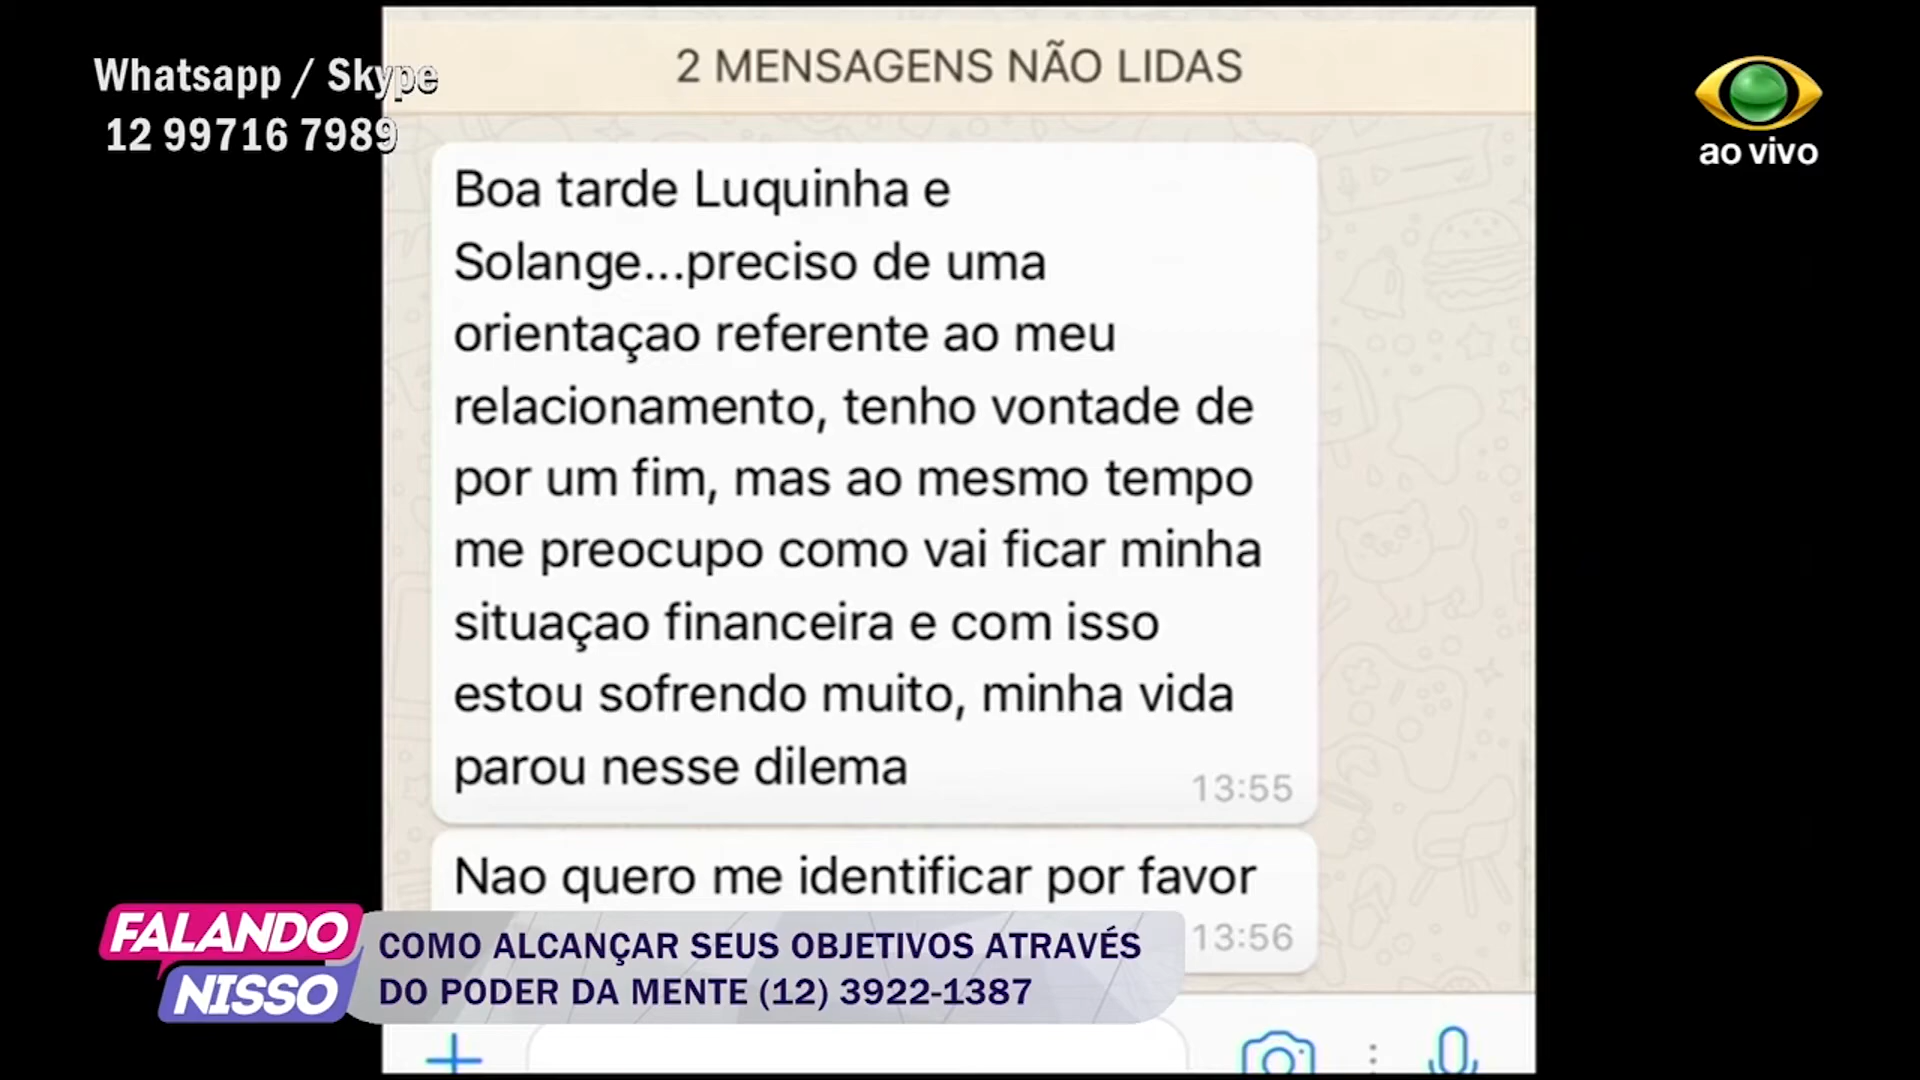 Whatsapp / Skype
12 99716 7989
ao vivo
2 MENSAGENS NÃO LIDAS
Boa tarde Luquinha e
Solange...preciso de uma
orientaçao referente ao meu
relacionamento, tenho vontade de
por um fim, mas ao mesmo tempo
me preocupo como vai ficar minha
situaçao financeira e com isso
estou sofrendo muito, minha vida
parou nesse dilema
13:55
Nao quero me identificar por favor
13:56
FALANDO
NISSO
COMO ALCANÇAR SEUS OBJETIVOS ATRAVÉS
DO PODER DA MENTE (12) 3922-1387